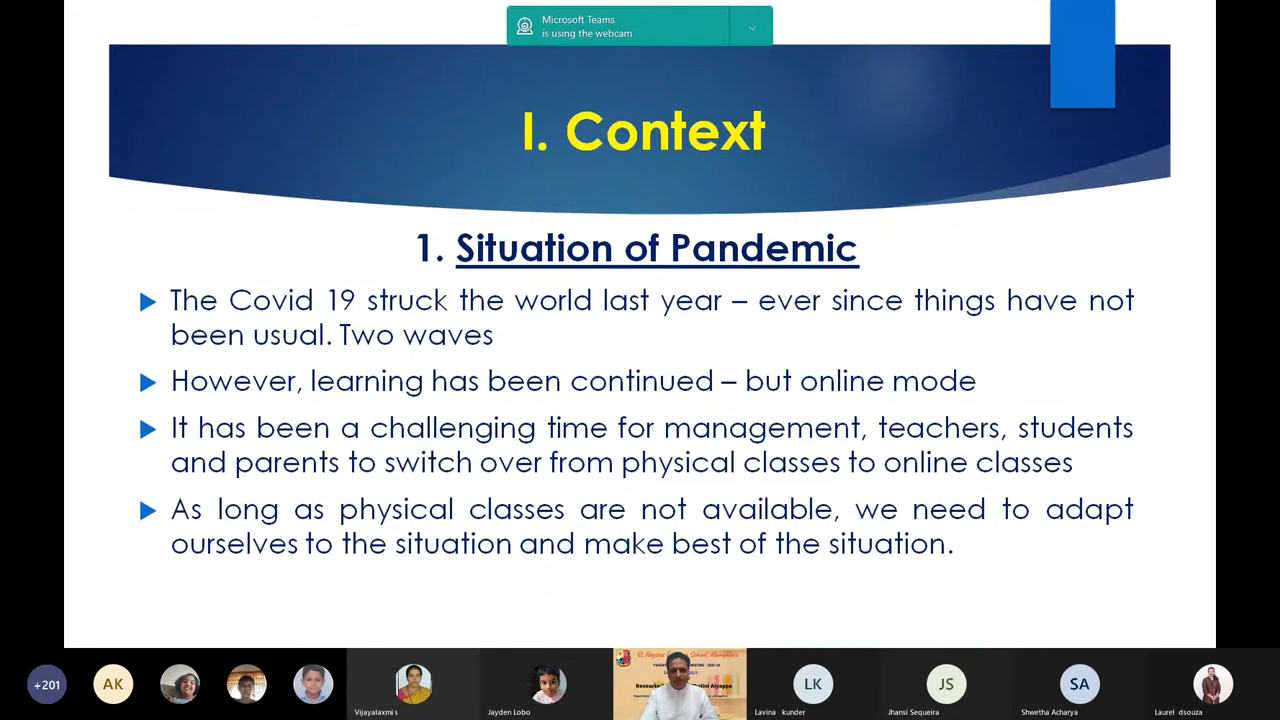 Microsoft Teams
is using the webcam
I. Context
1. Situation of Pandemic
The Covid 19 struck the world last year – ever since things have not
been usual. Two waves
However, learning has been continued – but online mode
It has been a challenging time for management, teachers, students
and parents to switch over from physical classes to online classes
As long as physical classes are not available, we need to adapt
ourselves to the situation and make best of the situation.
+201
AK
St Aloysius School, Mangaluru
LK
JS
SA
Vijayalaxmi s
Jayden Lobo
Lavina kunder
Jhansi Sequeira
Shwetha Acharya
Laurel dsouza